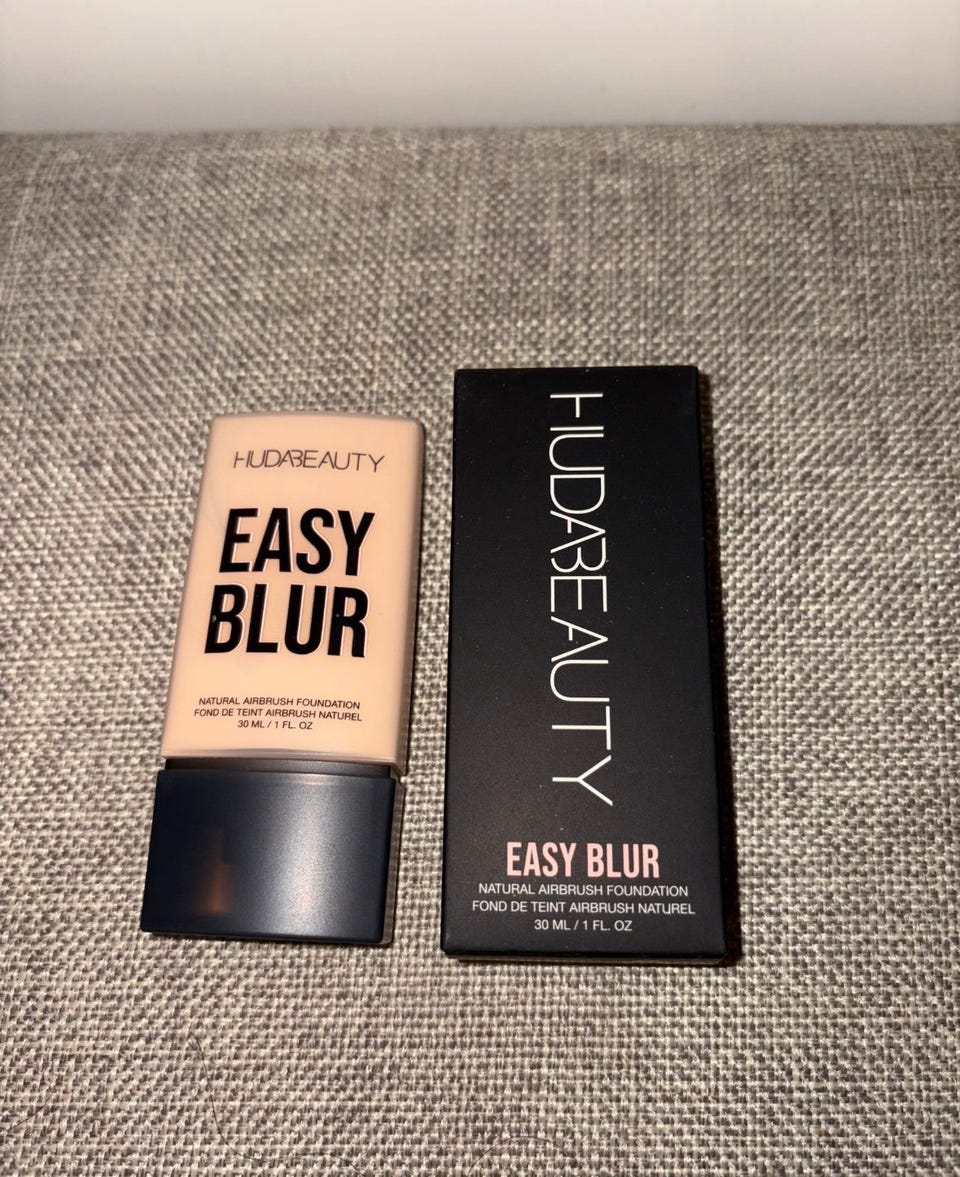 HUDABEAUTY
EASY
BLUR
NATURAL AIRBRUSH FOUNDATION
FOND DE TEINT AIRBRUSH NATUREL
30 ML / 1 FL. OZ
HUDABEAUTY
EASY BLUR
NATURAL AIRBRUSH FOUNDATION
FOND DE TEINT AIRBRUSH NATUREL
30 ML / 1 FL. OZ